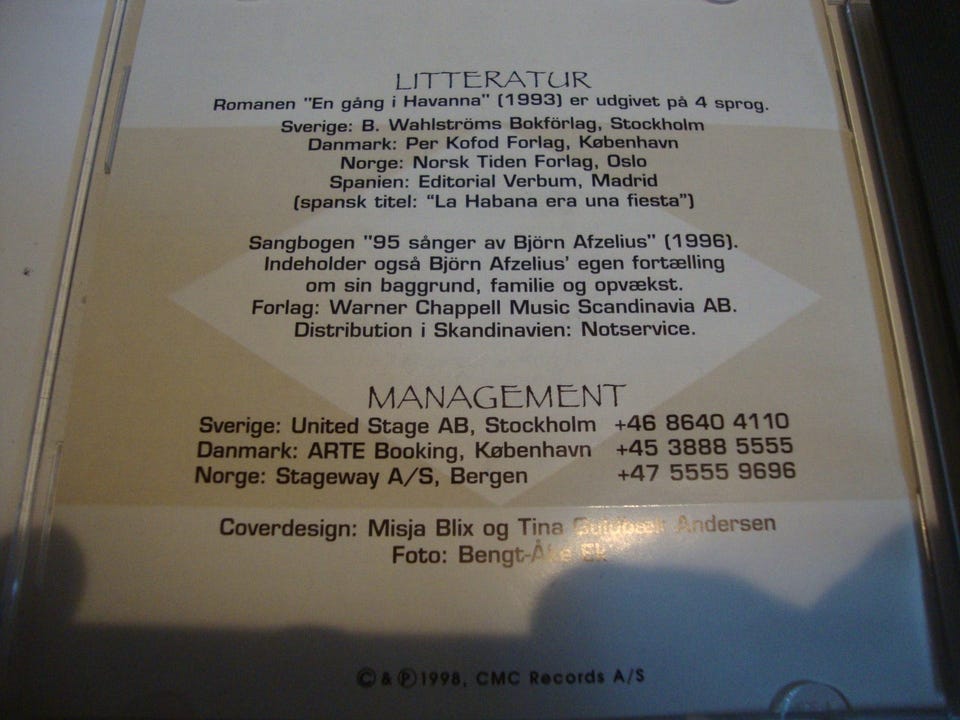 LITTERATUR
Romanen "En gång i Havanna" (1993) er udgivet på 4 sprog.
Sverige: B. Wahlströms Bokförlag, Stockholm
Danmark: Per Kofod Forlag, København
Norge: Norsk Tiden Forlag, Oslo
Spanien: Editorial Verbum, Madrid
(spansk titel: "La Habana era una fiesta")
Sangbogen "95 sånger av Björn Afzelius" (1996).
Indeholder også Björn Afzelius' egen fortælling
om sin baggrund, familie og opvækst.
Forlag: Warner Chappell Music Scandinavia AB.
Distribution i Skandinavien: Notservice.
MANAGEMENT
Sverige: United Stage AB, Stockholm +46 8640 4110
Danmark: ARTE Booking, København +45 3888 5555
Norge: Stageway A/S, Bergen +47 5555 9696
Coverdesign: Misja Blix og Tina Guldbæk Andersen
Foto: Bengt-Åke Ek
© & ℗ 1998, CMC Records A/S